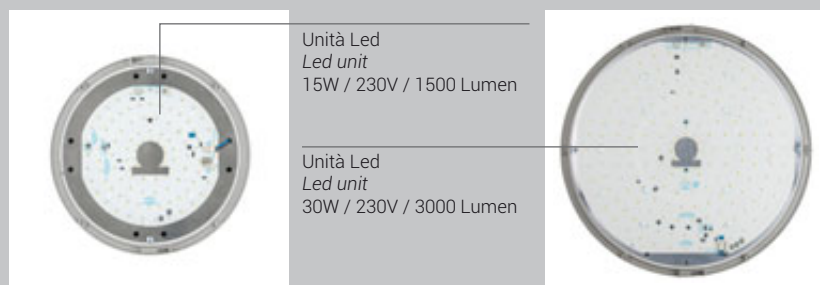 Unità Led
Led unit
15W / 230V / 1500 Lumen
Unità Led
Led unit
30W / 230V / 3000 Lumen